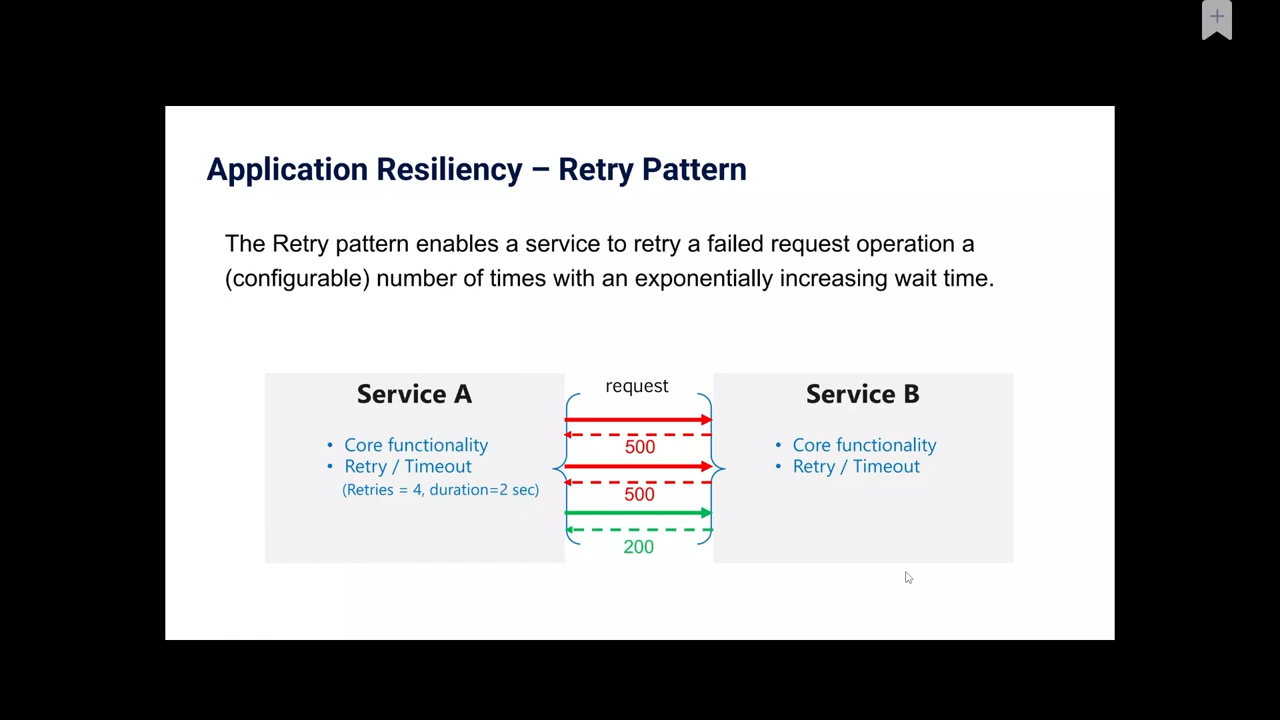 Application Resiliency – Retry Pattern
The Retry pattern enables a service to retry a failed request operation a
(configurable) number of times with an exponentially increasing wait time.
Service A
• Core functionality
• Retry / Timeout
(Retries = 4, duration=2 sec)
request
500
500
200
Service B
• Core functionality
• Retry / Timeout